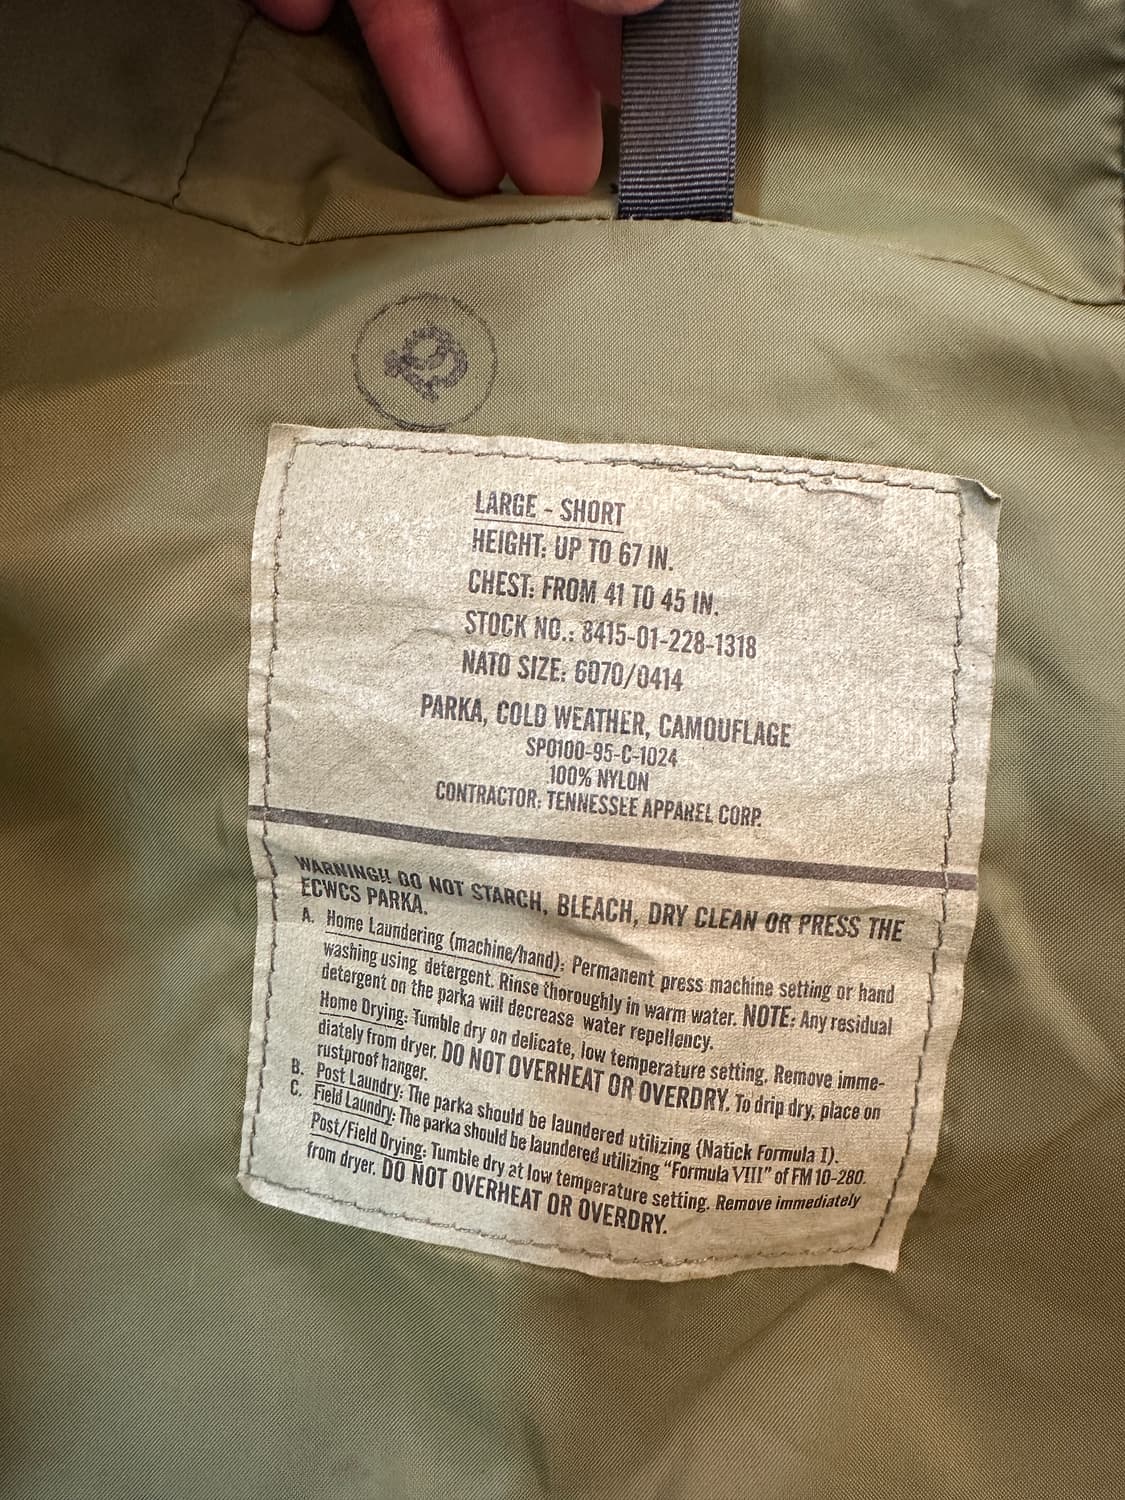 LARGE - SHORT
HEIGHT: UP TO 67 IN.
CHEST: FROM 41 TO 45 IN.
STOCK NO.: 8415-01-228-1318
NATO SIZE: 6070/0414
PARKA, COLD WEATHER, CAMOUFLAGE
SP0100-95-C-1024
100% NYLON
CONTRACTOR: TENNESSEE APPAREL CORP.
WARNING!! DO NOT STARCH, BLEACH, DRY CLEAN OR PRESS THE
ECWCS PARKA.
A. Home Laundering (machine/hand): Permanent press machine setting or hand
washing using detergent. Rinse thoroughly in warm water. NOTE: Any residual
detergent on the parka will decrease water repellency.
Home Drying: Tumble dry on delicate, low temperature setting. Remove imme-
diately from dryer. DO NOT OVERHEAT OR OVERDRY. To drip dry, place on
rustproof hanger.
B. Post Laundry: The parka should be laundered utilizing (Natick Formula I).
C. Field Laundry: The parka should be laundered utilizing "Formula VIII" of FM 10-280.
Post/Field Drying: Tumble dry at low temperature setting. Remove immediately
from dryer. DO NOT OVERHEAT OR OVERDRY.